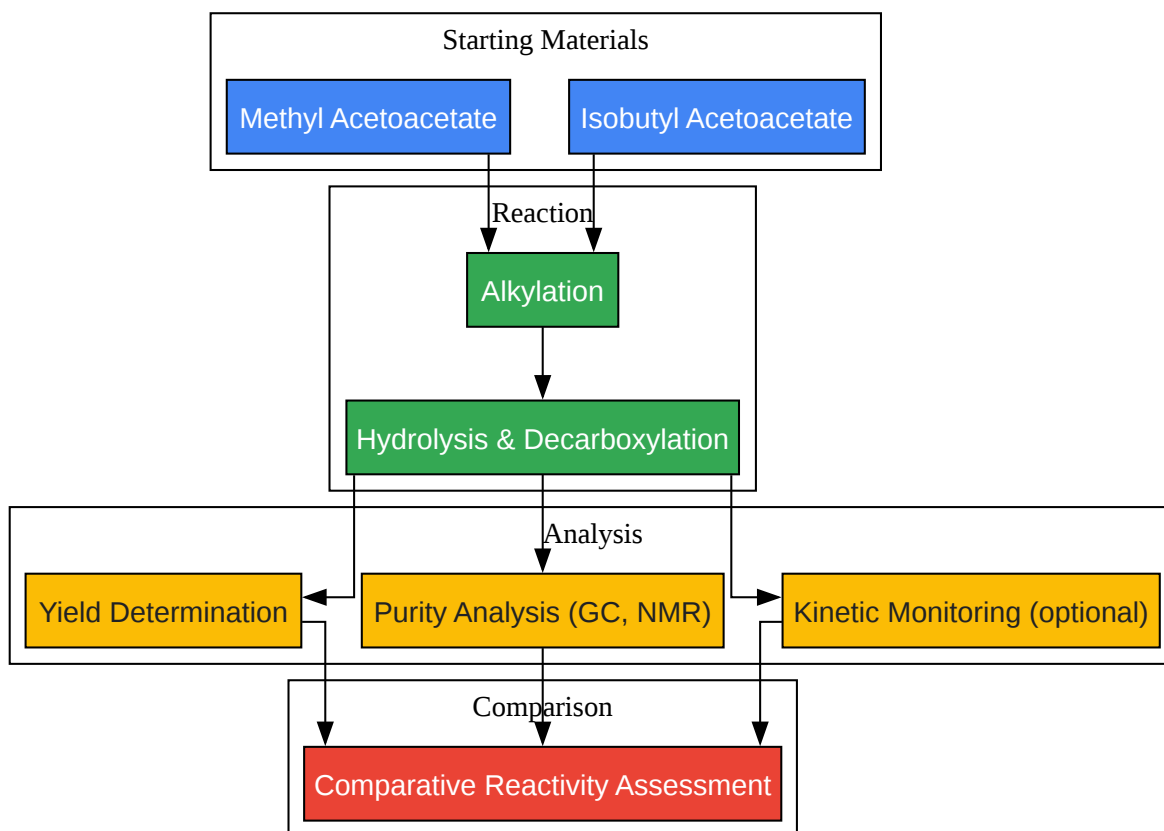 Starting Materials
Methyl Acetoacetate
Isobutyl Acetoacetate
Reaction
Alkylation
Hydrolysis & Decarboxylation
Analysis
Yield Determination
Purity Analysis (GC, NMR)
Kinetic Monitoring (optional)
Comparison
Comparative Reactivity Assessment